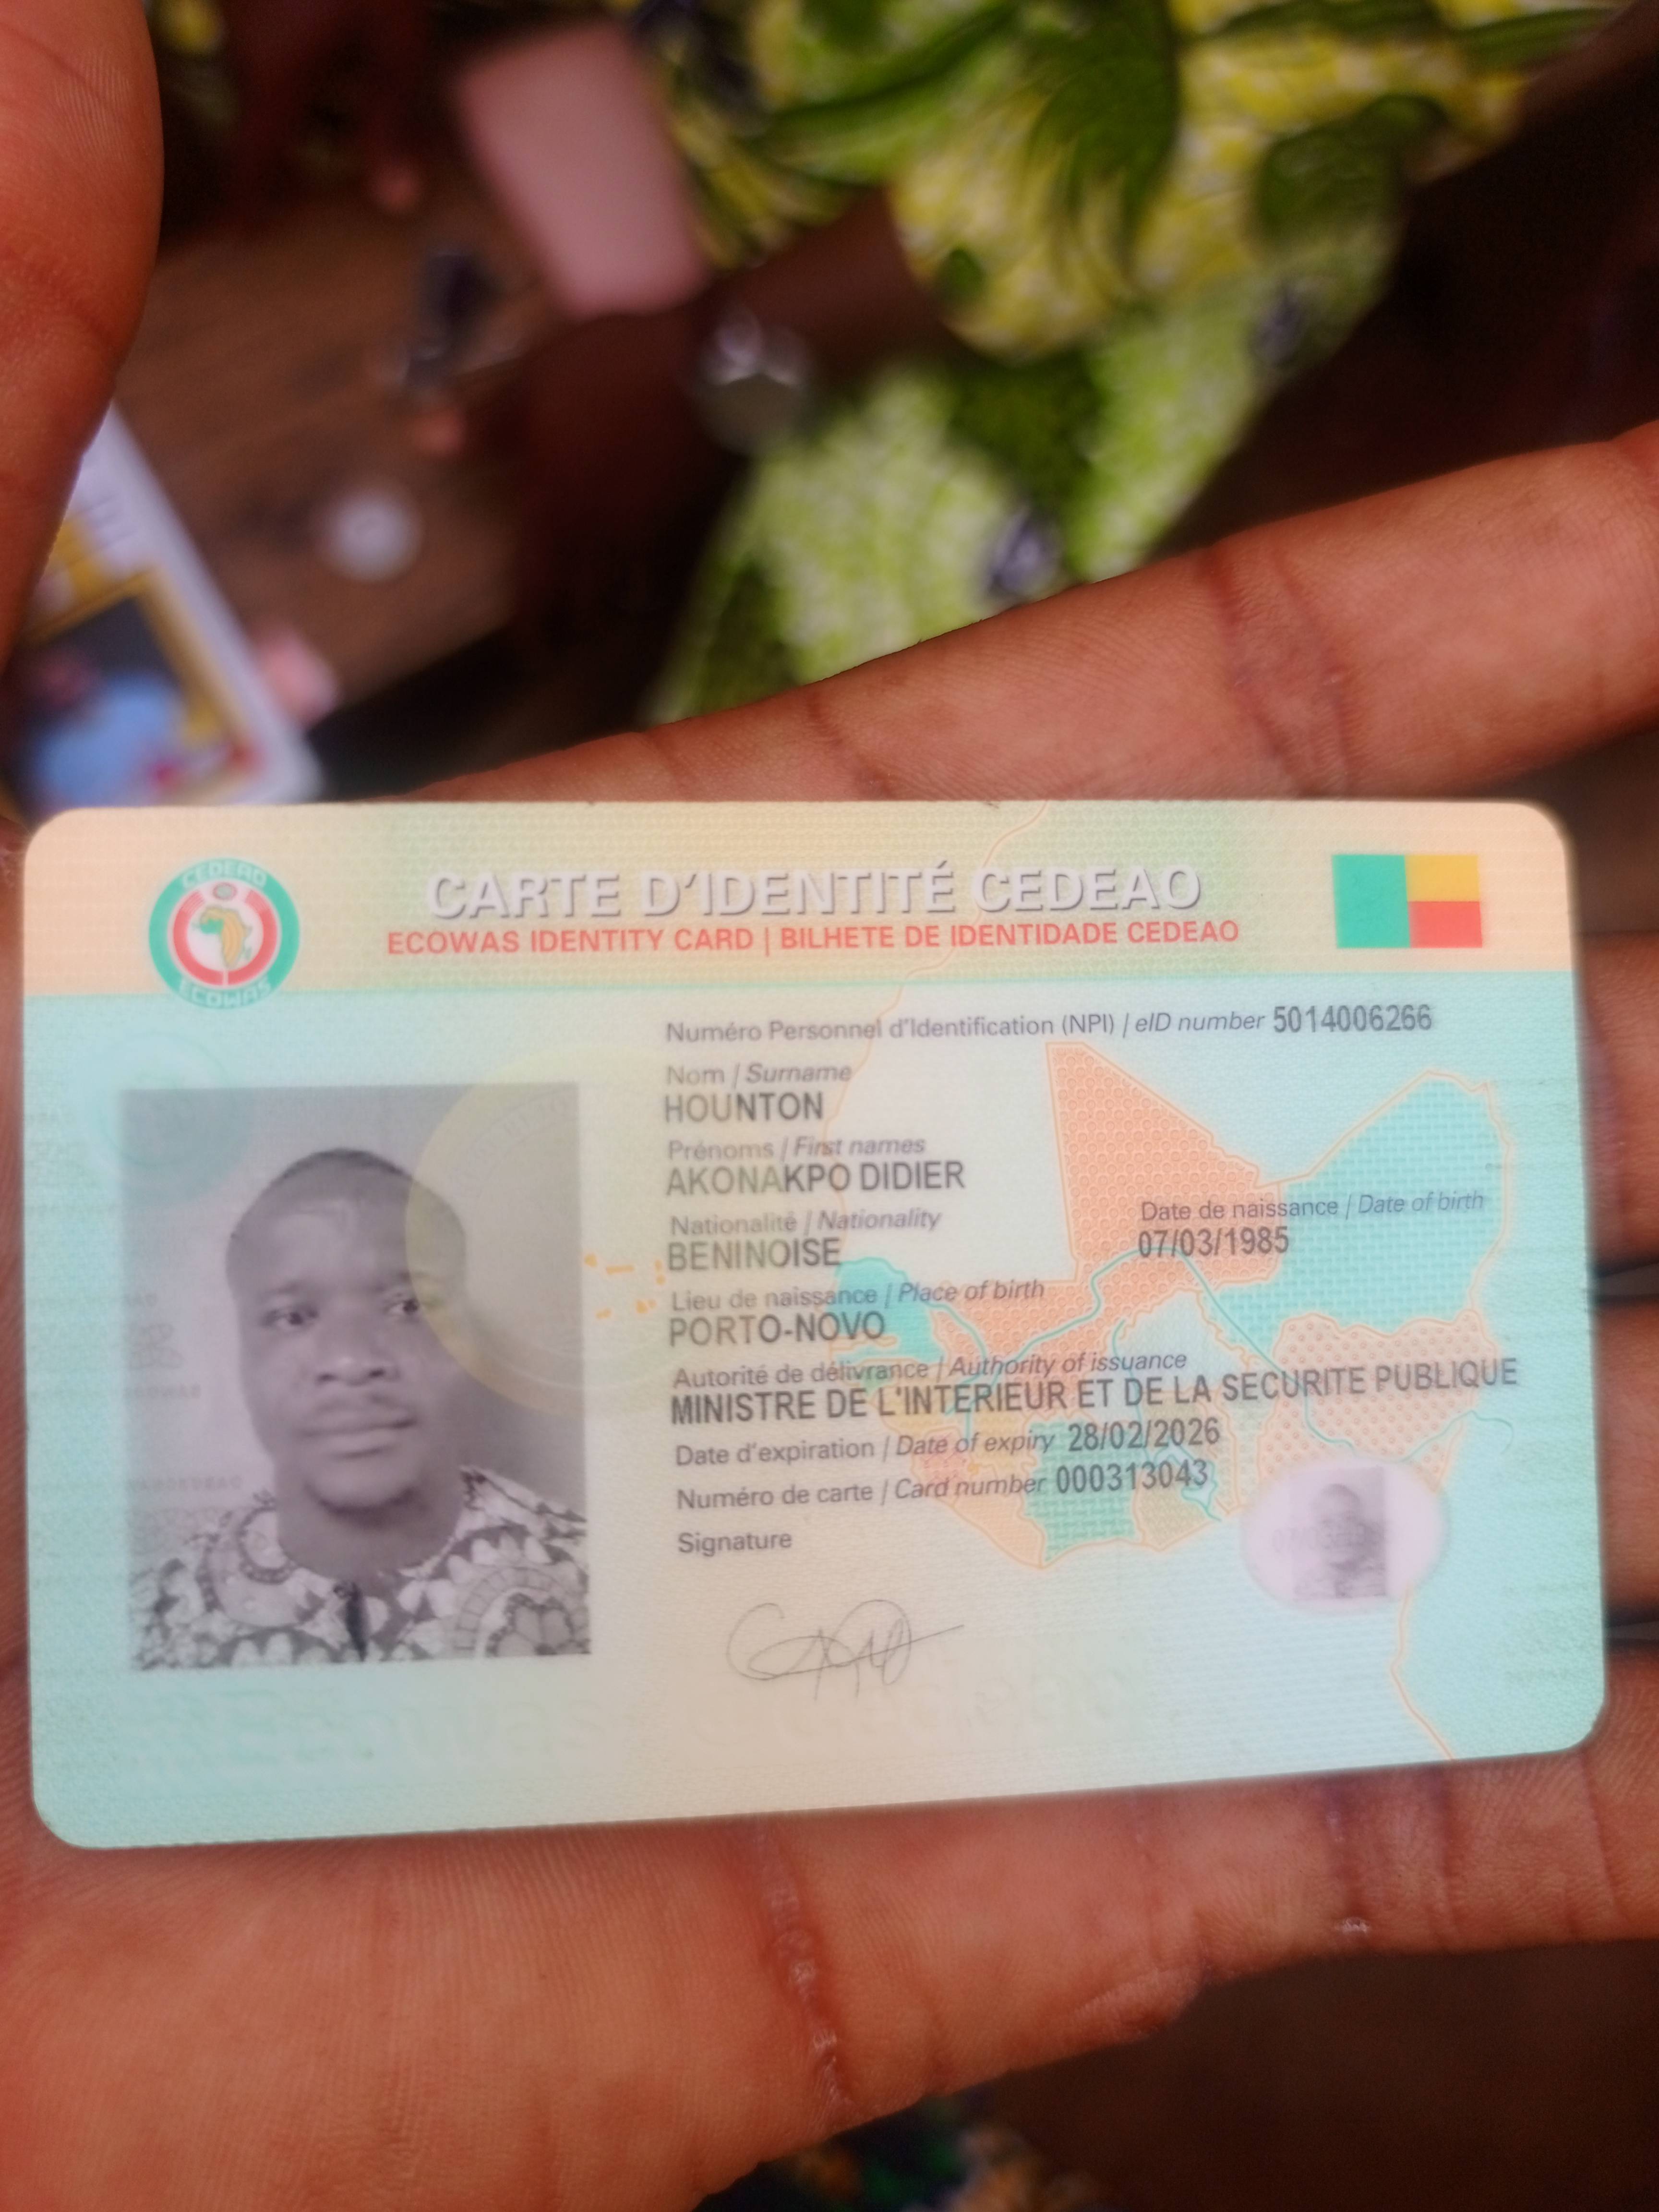 CEDEAO
ECOWAS
CARTE D'IDENTITÉ CEDEAO
ECOWAS IDENTITY CARD | BILHETE DE IDENTIDADE CEDEAO
Numéro Personnel d'Identification (NPI) / eID number 5014006266
Nom / Surname
HOUNTON
Prénoms / First names
AKONAKPO DIDIER
Nationalité / Nationality
BENINOISE
Date de naissance / Date of birth
07/03/1985
Lieu de naissance / Place of birth
PORTO-NOVO
Autorité de délivrance / Authority of issuance
MINISTRE DE L'INTERIEUR ET DE LA SECURITE PUBLIQUE
Date d'expiration / Date of expiry 28/02/2026
Numéro de carte / Card number 000313043
Signature